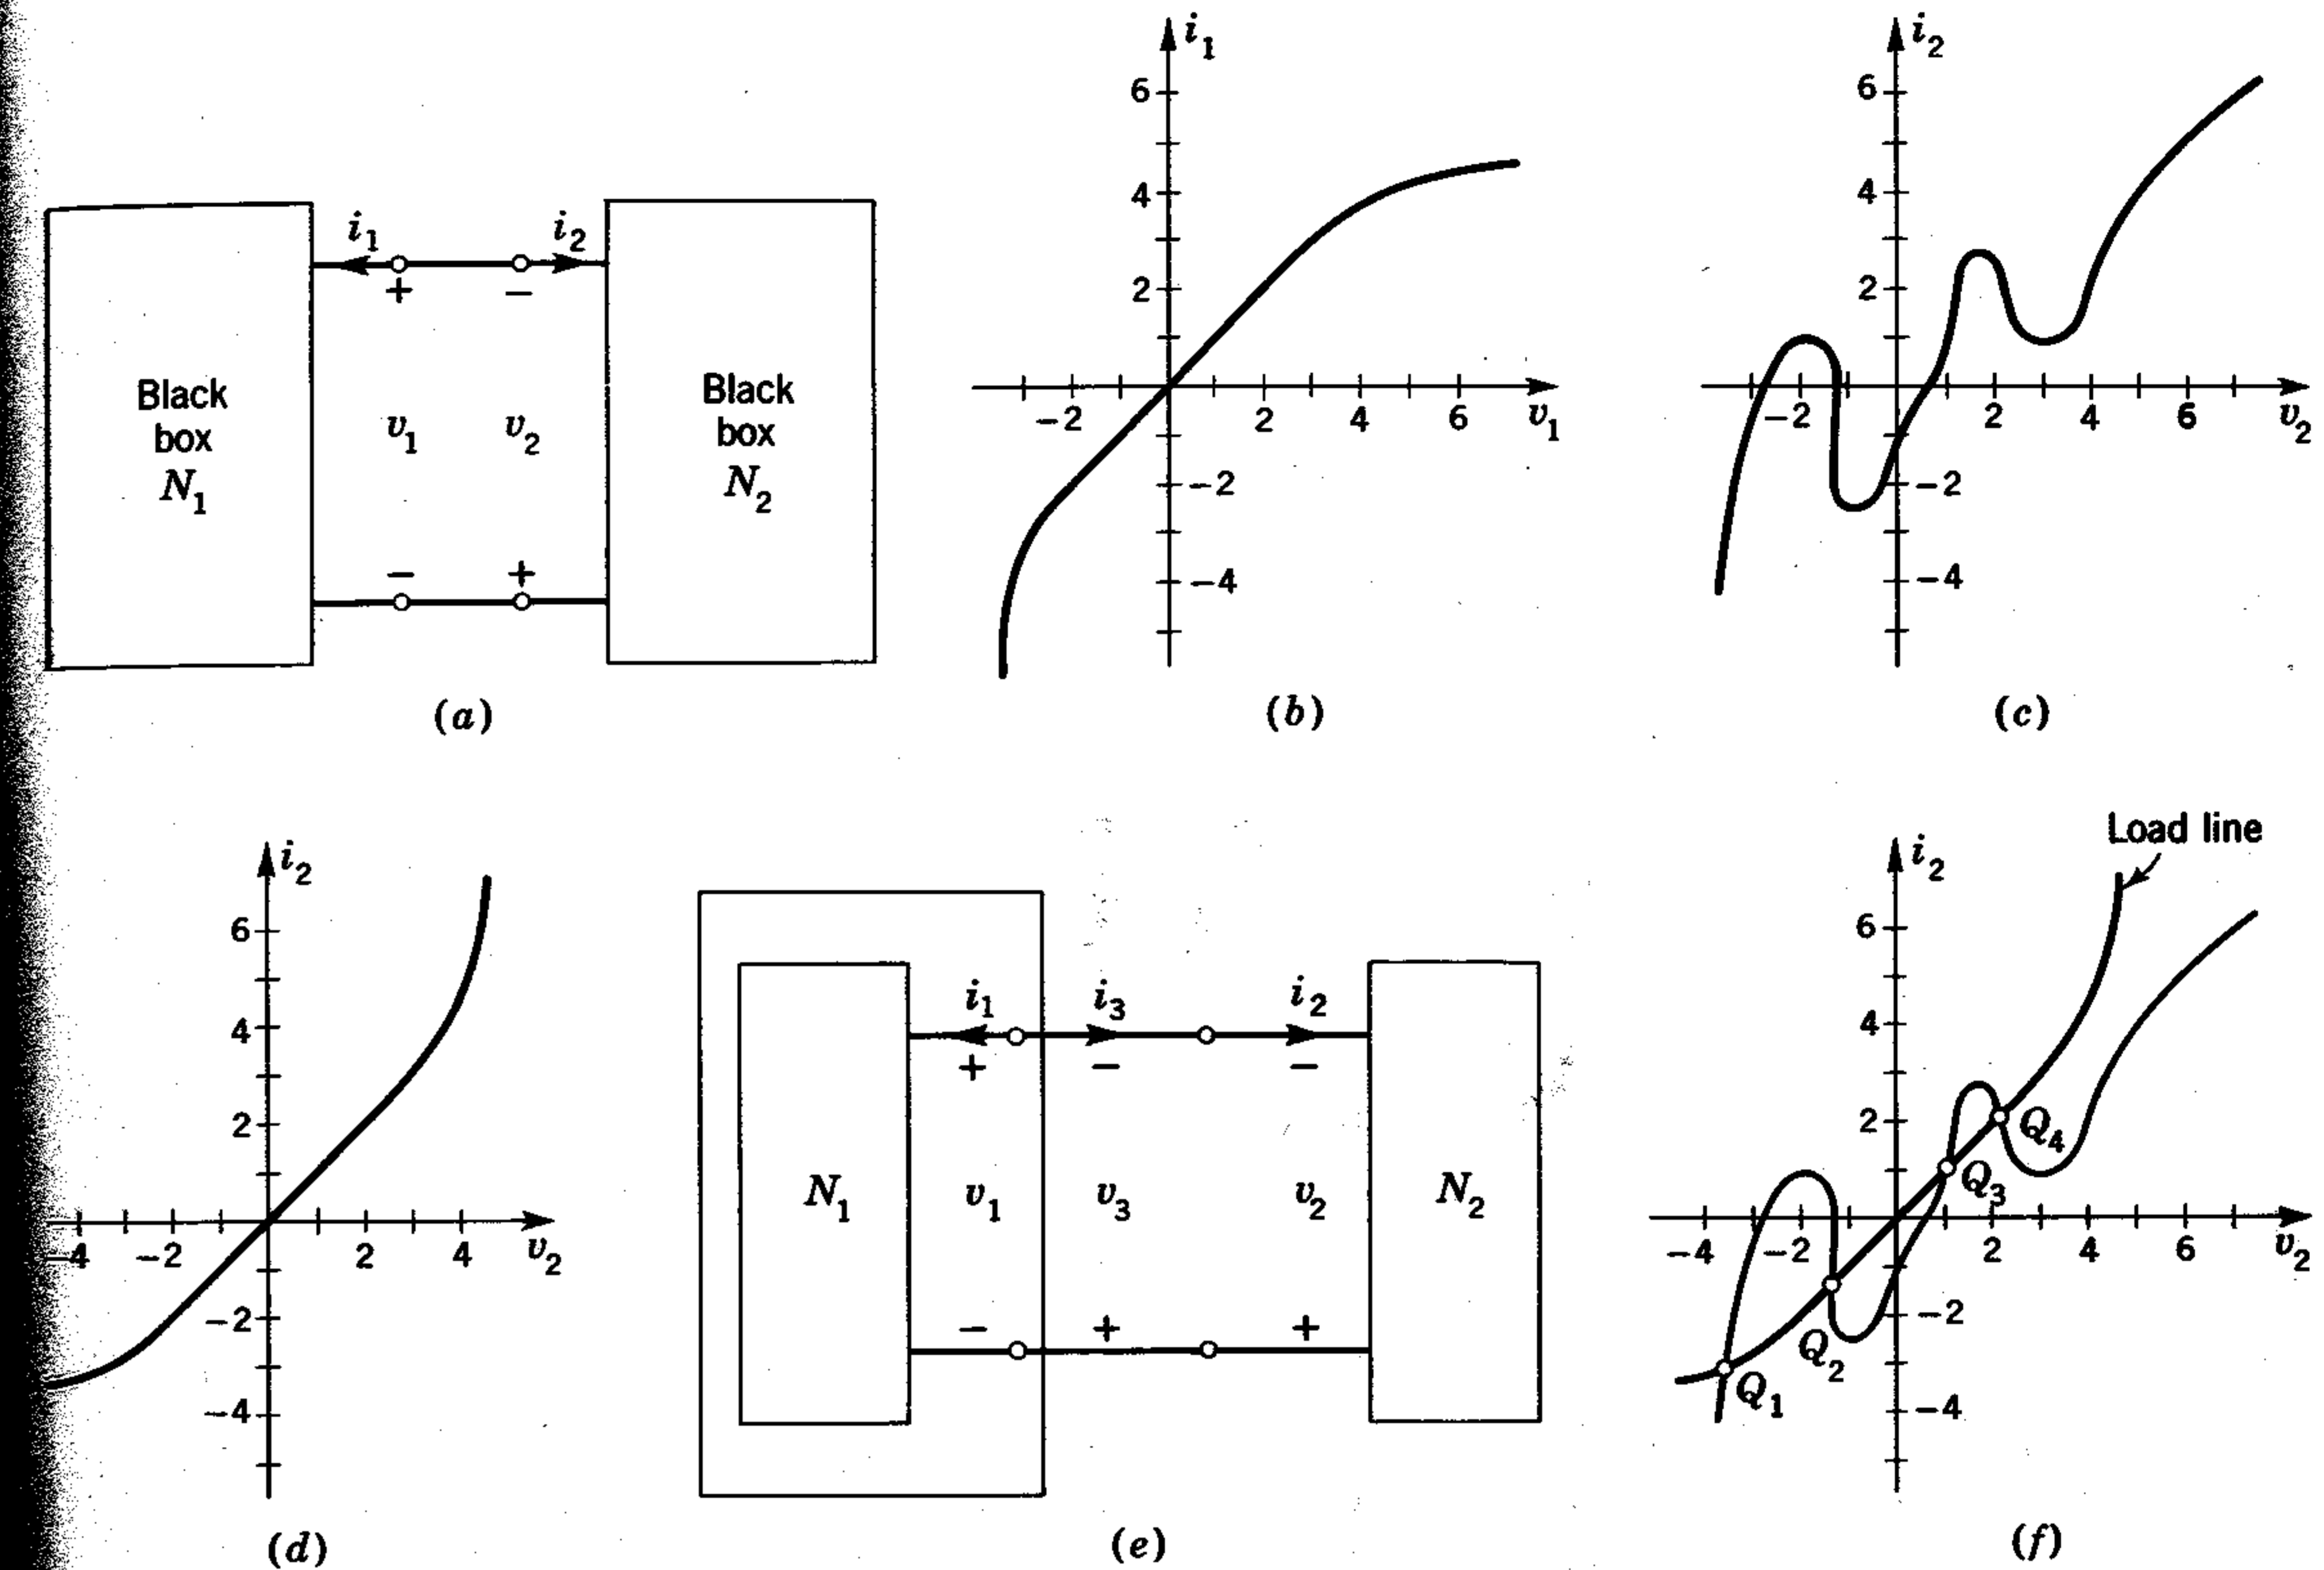 i1 i2
+ −
Black box N1
v1 v2
Black box N2
− +
(a)
i1
6
4
2
−2 2 4 6 v1
−2
−4
(b)
i2
6
4
2
−2 2 4 6 v2
−2
−4
(c)
i2
6
4
2
−4 −2 2 4 v2
−2
−4
(d)
i1 i3 i2
+ − −
N1 v1 v3 v2 N2
− + +
(e)
Load line
i2
6
4
2 Q4
Q3
−4 −2 2 4 6 v2
Q2 −2
Q1 −4
(f)